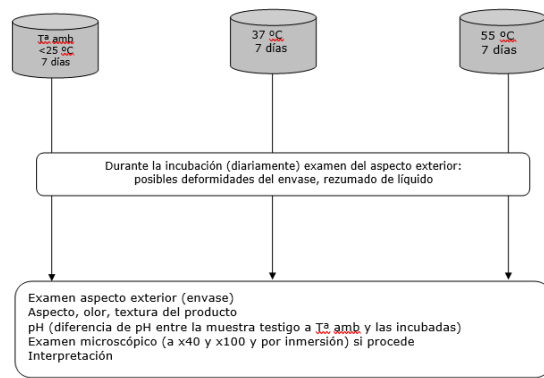 Tª amb
<25 ºC
7 días
37 ºC
7 días
55 ºC
7 días
Durante la incubación (diariamente) examen del aspecto exterior:
posibles deformidades del envase, rezumado de líquido
Examen aspecto exterior (envase)
Aspecto, olor, textura del producto
pH (diferencia de pH entre la muestra testigo a Tª amb y las incubadas)
Examen microscópico (a x40 y x100 y por inmersión) si procede
Interpretación